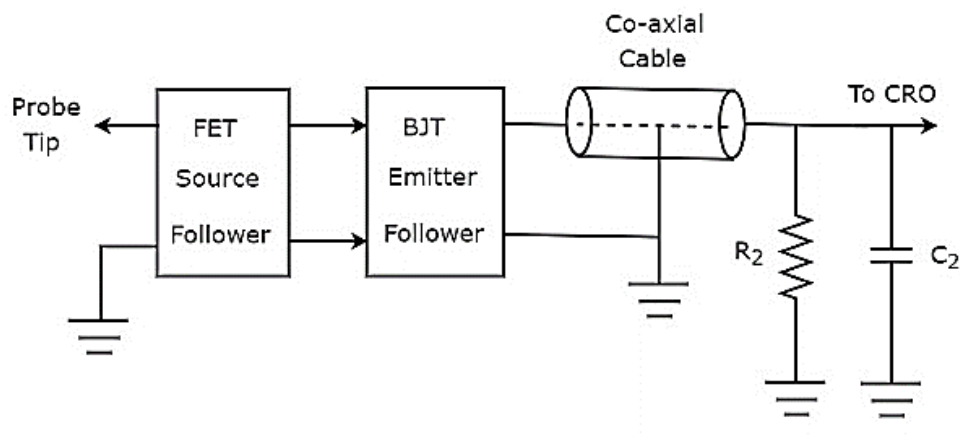 Co-axial
Cable
Probe
Tip
FET
Source
Follower
BJT
Emitter
Follower
To CRO
R2
C2